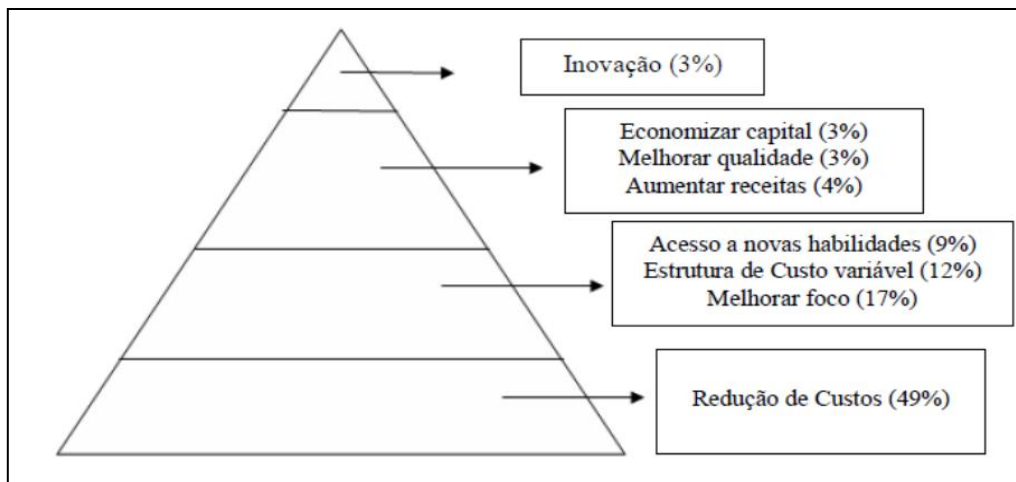 Inovação (3%)
Economizar capital (3%)
Melhorar qualidade (3%)
Aumentar receitas (4%)
Acesso a novas habilidades (9%)
Estrutura de Custo variável (12%)
Melhorar foco (17%)
Redução de Custos (49%)